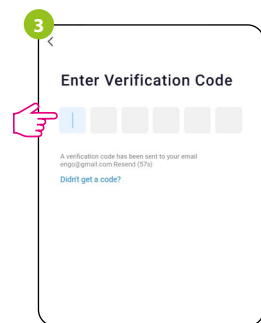 3
Enter Verification Code
A verification code has been sent to your email
engo@gmail.com Resend (57s)
Didn't get a code?